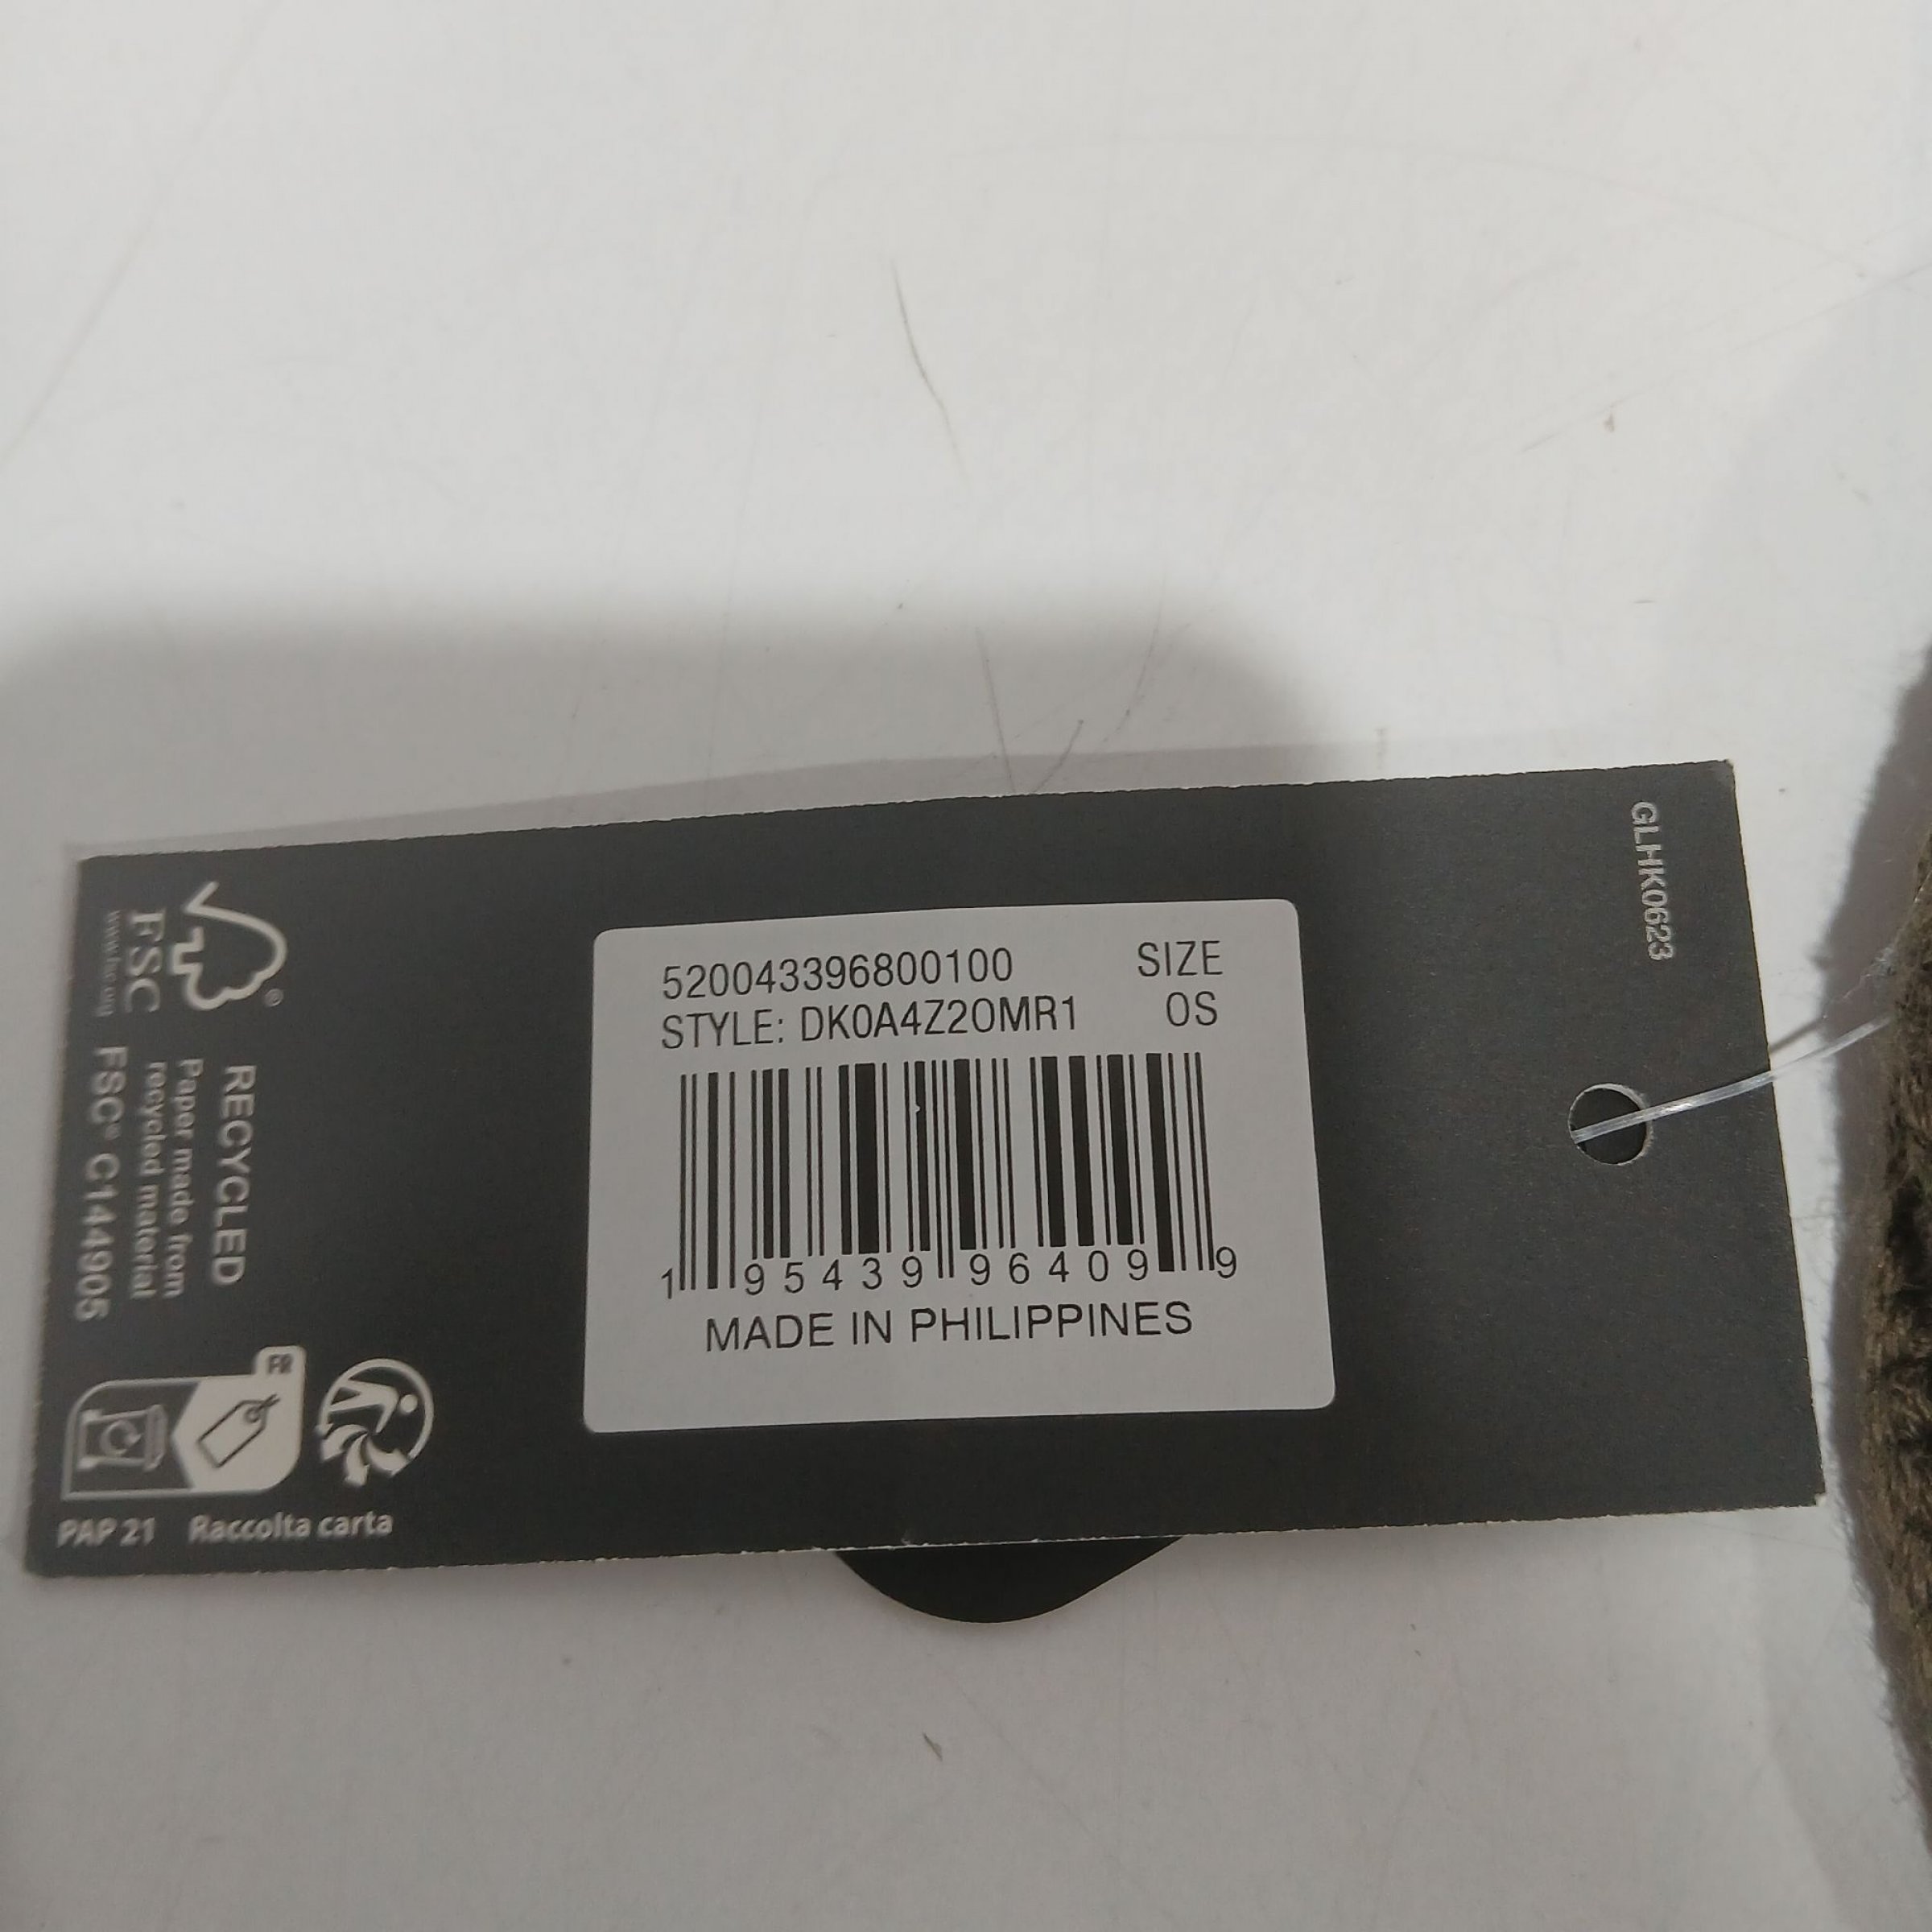 520043396800100
SIZE
STYLE: DK0A4Z2OMR1
OS
1 95439 96409 9
MADE IN PHILIPPINES
GLHK0623
®
FSC
www.fsc.org
RECYCLED
Paper made from
recycled material
FSC® C144905
FR
PAP 21
Raccolta carta